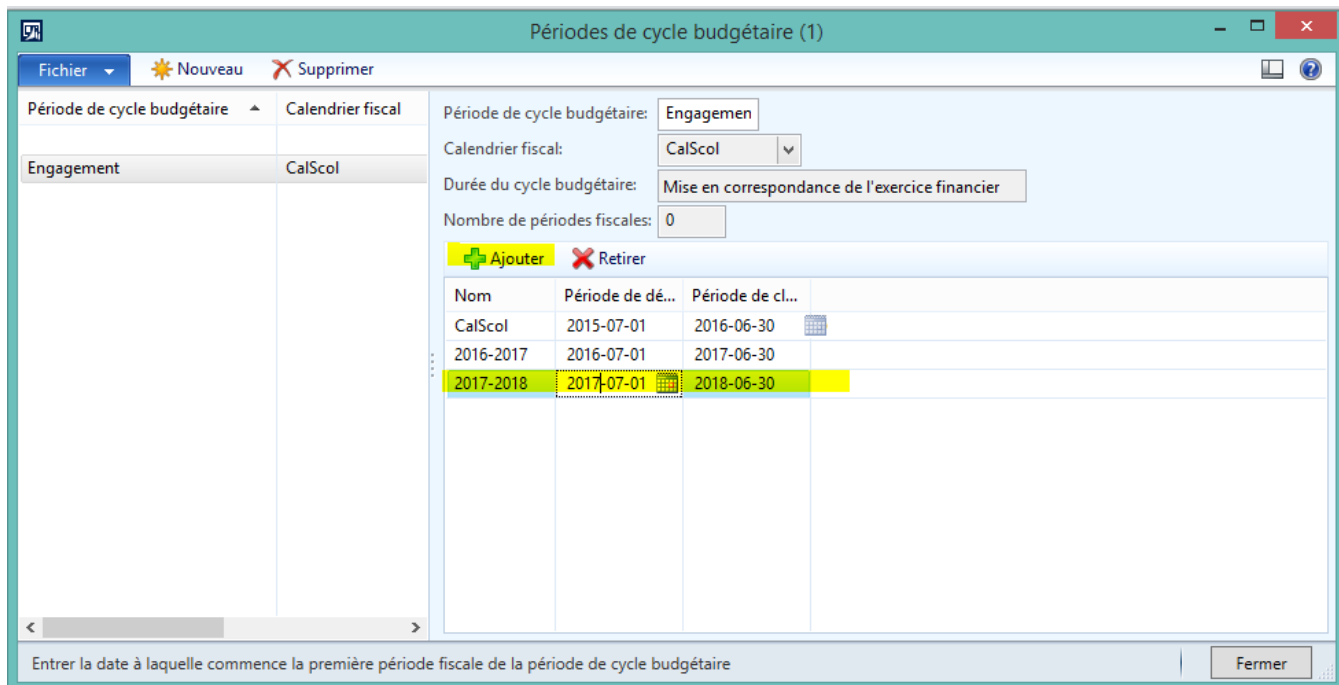 Périodes de cycle budgétaire (1)
Fichier Nouveau Supprimer
Période de cycle budgétaire Calendrier fiscal
Engagement CalScol
Période de cycle budgétaire: Engagemen
Calendrier fiscal: CalScol
Durée du cycle budgétaire: Mise en correspondance de l'exercice financier
Nombre de périodes fiscales: 0
Ajouter Retirer
Nom Période de dé... Période de cl...
CalScol 2015-07-01 2016-06-30
2016-2017 2016-07-01 2017-06-30
2017-2018 2017-07-01 2018-06-30
Entrer la date à laquelle commence la première période fiscale de la période de cycle budgétaire Fermer